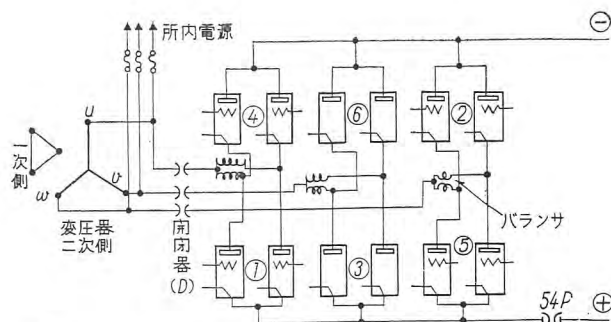 所内電源
⊖
④
⑥
②
u
一次側
v
w
変圧器
二次側
開閉器
(D)
バランサ
①
③
⑤
54P
⊕